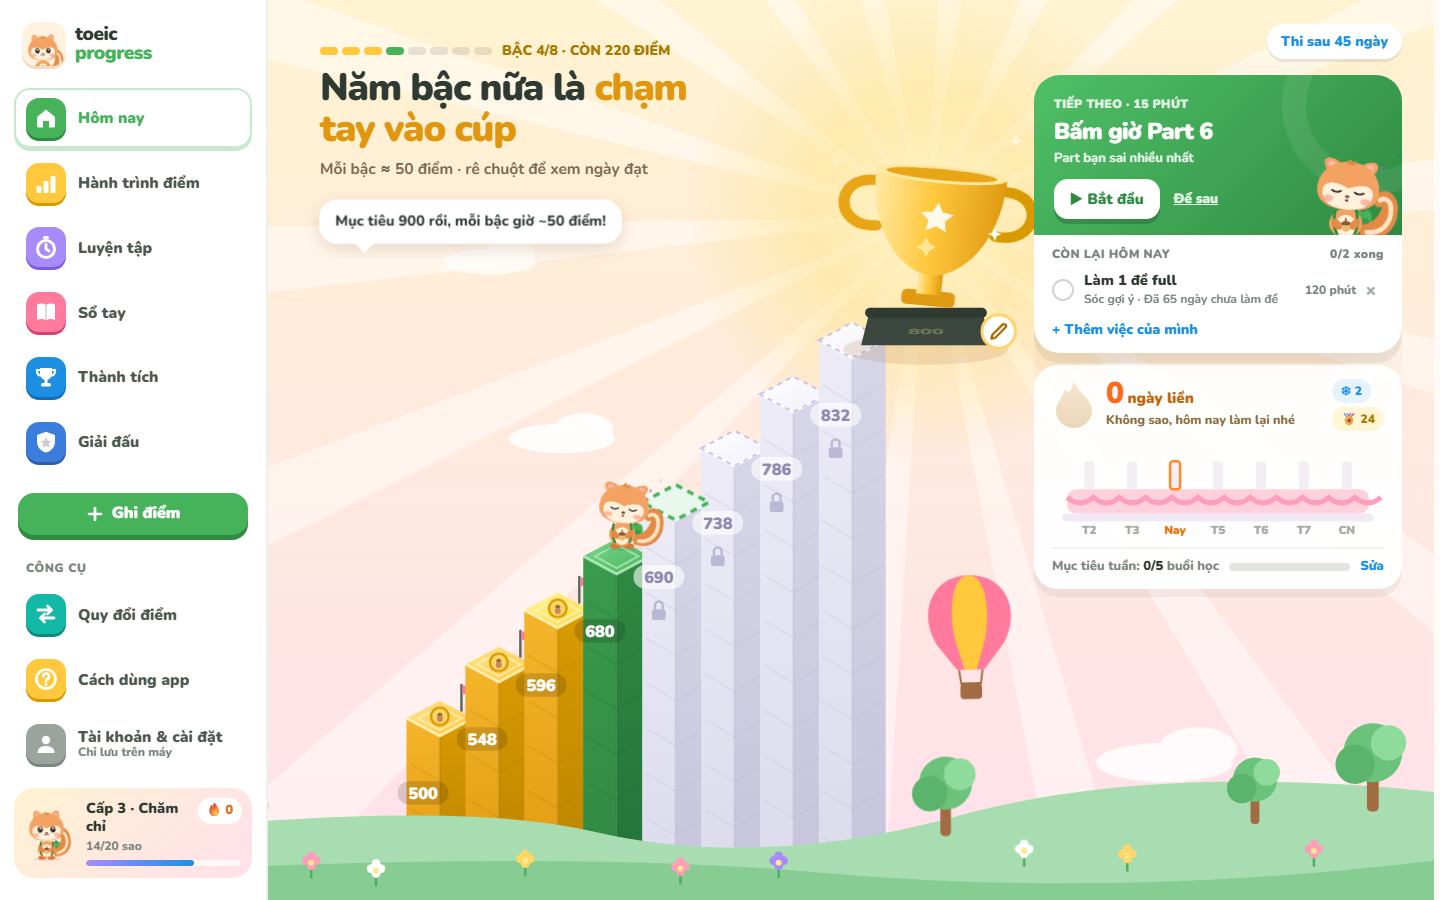 toeic
progress
Hôm nay
Hành trình điểm
Luyện tập
Sổ tay
Thành tích
Giải đấu
+ Ghi điểm
CÔNG CỤ
Quy đổi điểm
Cách dùng app
Tài khoản & cài đặt
Chỉ lưu trên máy
Cấp 3 · Chăm
chỉ
0
14/20 sao
BẬC 4/8 · CÒN 220 ĐIỂM
Năm bậc nữa là chạm
tay vào cúp
Mỗi bậc ≈ 50 điểm · rê chuột để xem ngày đạt
Mục tiêu 900 rồi, mỗi bậc giờ ~50 điểm!
800
832
786
738
690
680
596
548
500
Thi sau 45 ngày
TIẾP THEO · 15 PHÚT
Bấm giờ Part 6
Part bạn sai nhiều nhất
Bắt đầu
Để sau
CÒN LẠI HÔM NAY 0/2 xong
Làm 1 đề full
Sóc gợi ý · Đã 65 ngày chưa làm đề
120 phút ×
+ Thêm việc của mình
0 ngày liền
2
Không sao, hôm nay làm lại nhé
24
T2 T3 Nay T5 T6 T7 CN
Mục tiêu tuần: 0/5 buổi học Sửa